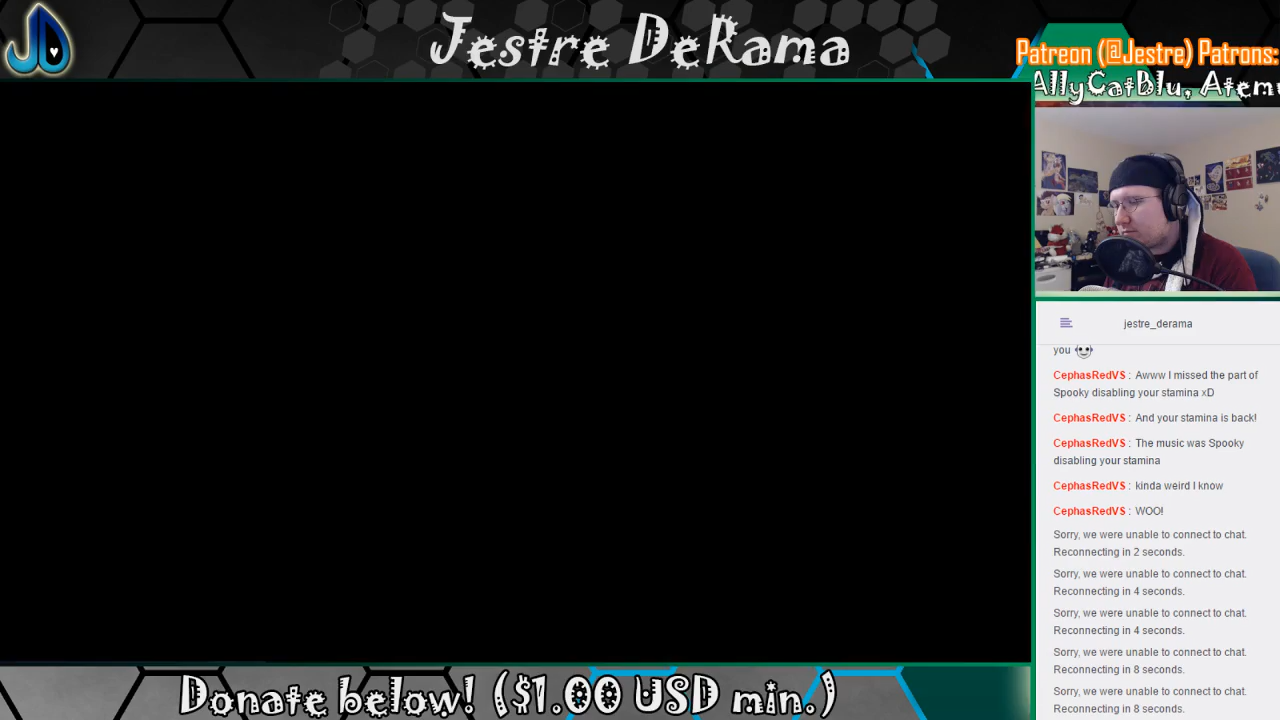 JD
Jestre DeRama
Patreon (@Jestre) Patrons:
AllyCatBlu, Atemu
jestre_derama
you
CephasRedVS : Awww I missed the part of
Spooky disabling your stamina xD
CephasRedVS : And your stamina is back!
CephasRedVS : The music was Spooky
disabling your stamina
CephasRedVS : kinda weird I know
CephasRedVS : WOO!
Sorry, we were unable to connect to chat.
Reconnecting in 2 seconds.
Sorry, we were unable to connect to chat.
Reconnecting in 4 seconds.
Sorry, we were unable to connect to chat.
Reconnecting in 4 seconds.
Sorry, we were unable to connect to chat.
Reconnecting in 8 seconds.
Sorry, we were unable to connect to chat.
Reconnecting in 8 seconds.
Donate below! ($1.00 USD min.)